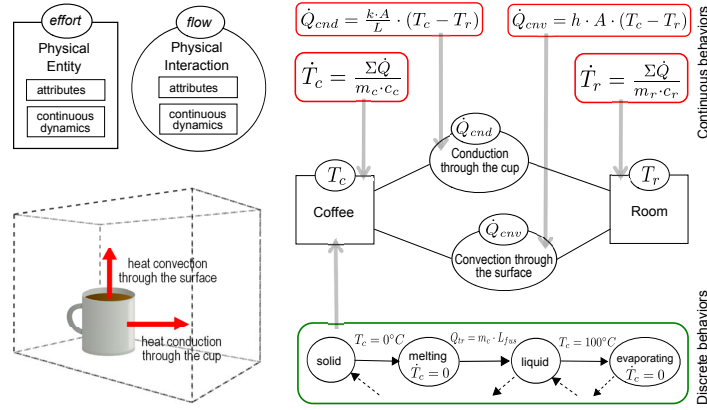 effort
Physical
Entity
attributes
continuous
dynamics
flow
Physical
Interaction
attributes
continuous
dynamics
heat convection
through the surface
heat conduction
through the cup
Q̇_cnd = k·A/L · (T_c − T_r)
Q̇_cnv = h · A · (T_c − T_r)
Ṫ_c = ΣQ̇/m_c·c_c
Ṫ_r = ΣQ̇/m_r·c_r
Continuous behaviors
Q̇_cnd
Conduction
through the cup
T_c
Coffee
T_r
Room
Q̇_cnv
Convection through
the surface
Discrete behaviors
solid
T_c = 0°C
melting
Ṫ_c = 0
Q_tr = m_c · L_fus
liquid
T_c = 100°C
evaporating
Ṫ_c = 0